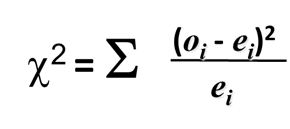 χ² = Σ (oᵢ - eᵢ)² / eᵢ